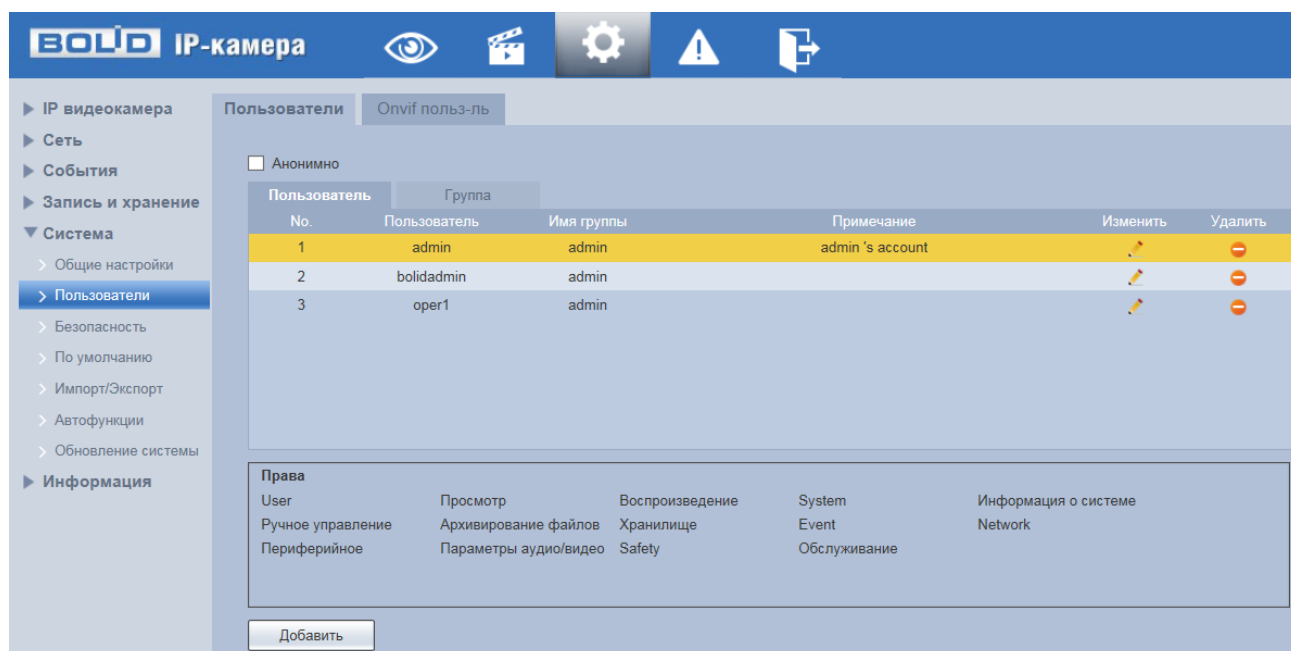 BOLID IP-камера
IP видеокамера
Сеть
События
Запись и хранение
Система
Общие настройки
Пользователи
Безопасность
По умолчанию
Импорт/Экспорт
Автофункции
Обновление системы
Информация
Пользователи Onvif польз-ль
Анонимно
Пользователь Группа
No. Пользователь Имя группы Примечание Изменить Удалить
1 admin admin admin 's account
2 bolidadmin admin
3 oper1 admin
Права
User Просмотр Воспроизведение System Информация о системе
Ручное управление Архивирование файлов Хранилище Event Network
Периферийное Параметры аудио/видео Safety Обслуживание
Добавить